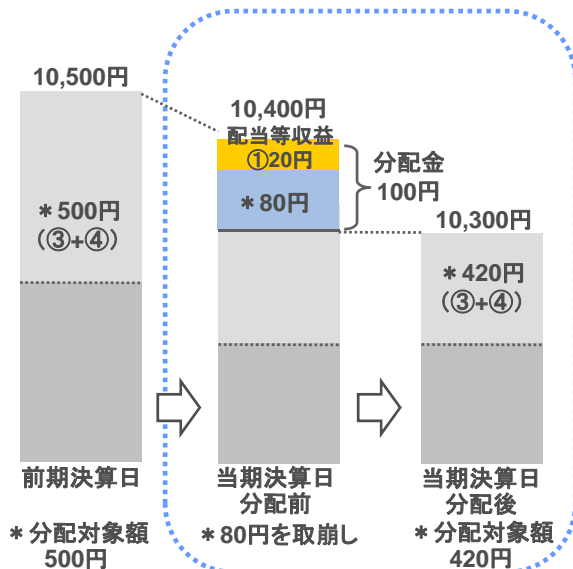 10,500円
10,400円
配当等収益
①20円
分配金
100円
*80円
10,300円
*500円
(③+④)
*420円
(③+④)
前期決算日
当期決算日
分配前
当期決算日
分配後
*分配対象額
500円
*80円を取崩し
*分配対象額
420円